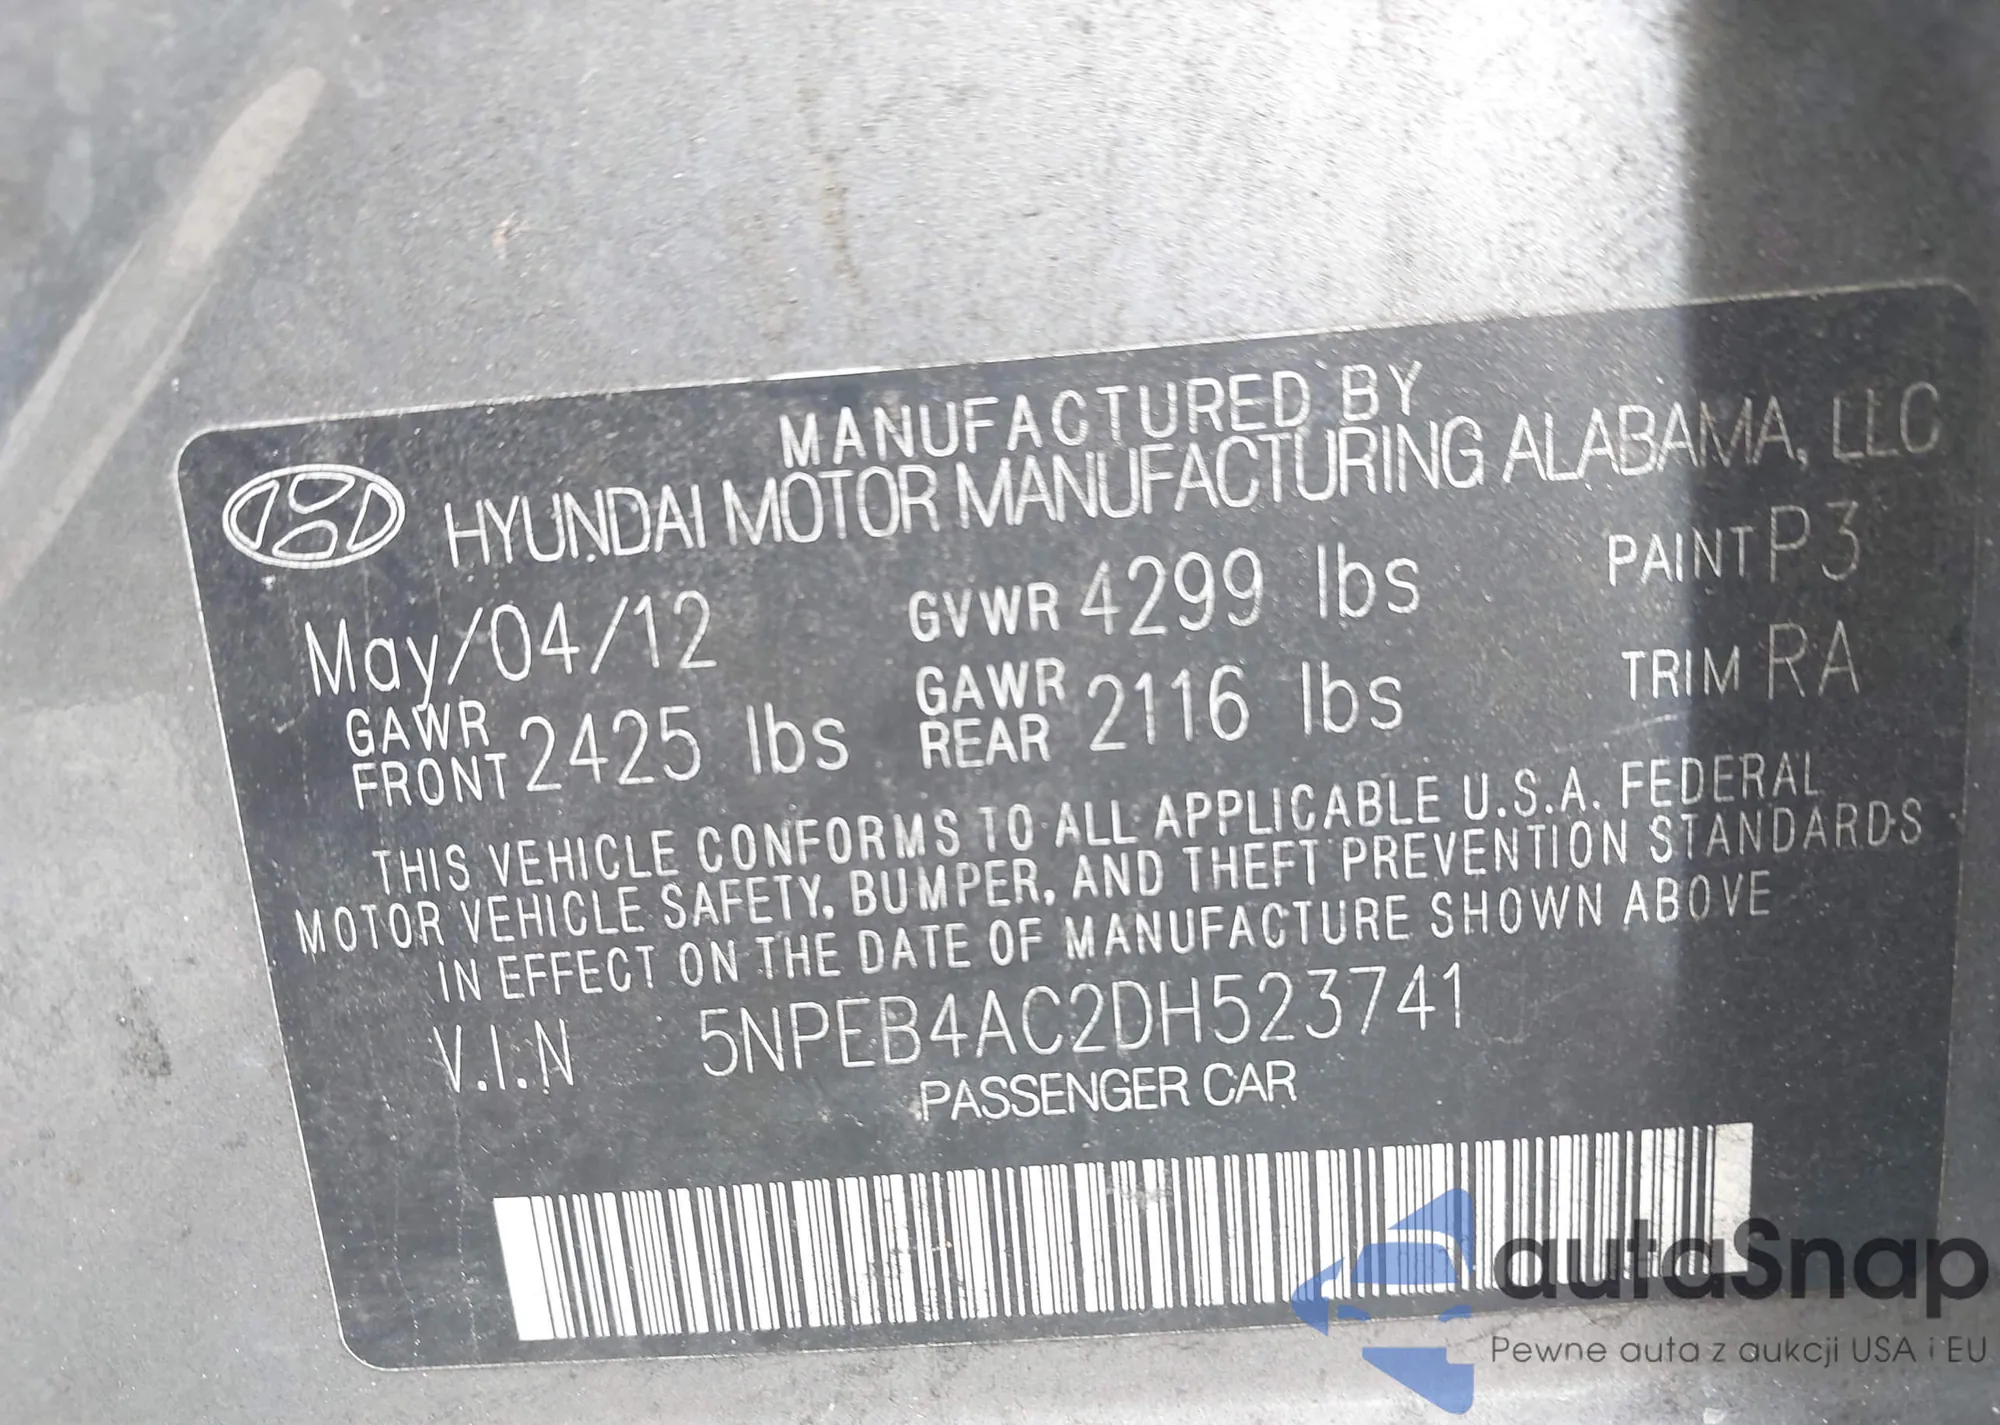 MANUFACTURED BY
HYUNDAI MOTOR MANUFACTURING ALABAMA, LLC
May/04/12 GVWR 4299 lbs PAINT P3
GAWR FRONT 2425 lbs GAWR REAR 2116 lbs TRIM RA
THIS VEHICLE CONFORMS TO ALL APPLICABLE U.S.A. FEDERAL
MOTOR VEHICLE SAFETY, BUMPER, AND THEFT PREVENTION STANDARDS
IN EFFECT ON THE DATE OF MANUFACTURE SHOWN ABOVE
V.I.N 5NPEB4AC2DH523741
PASSENGER CAR
autaSnap
Pewne auta z aukcji USA i EU